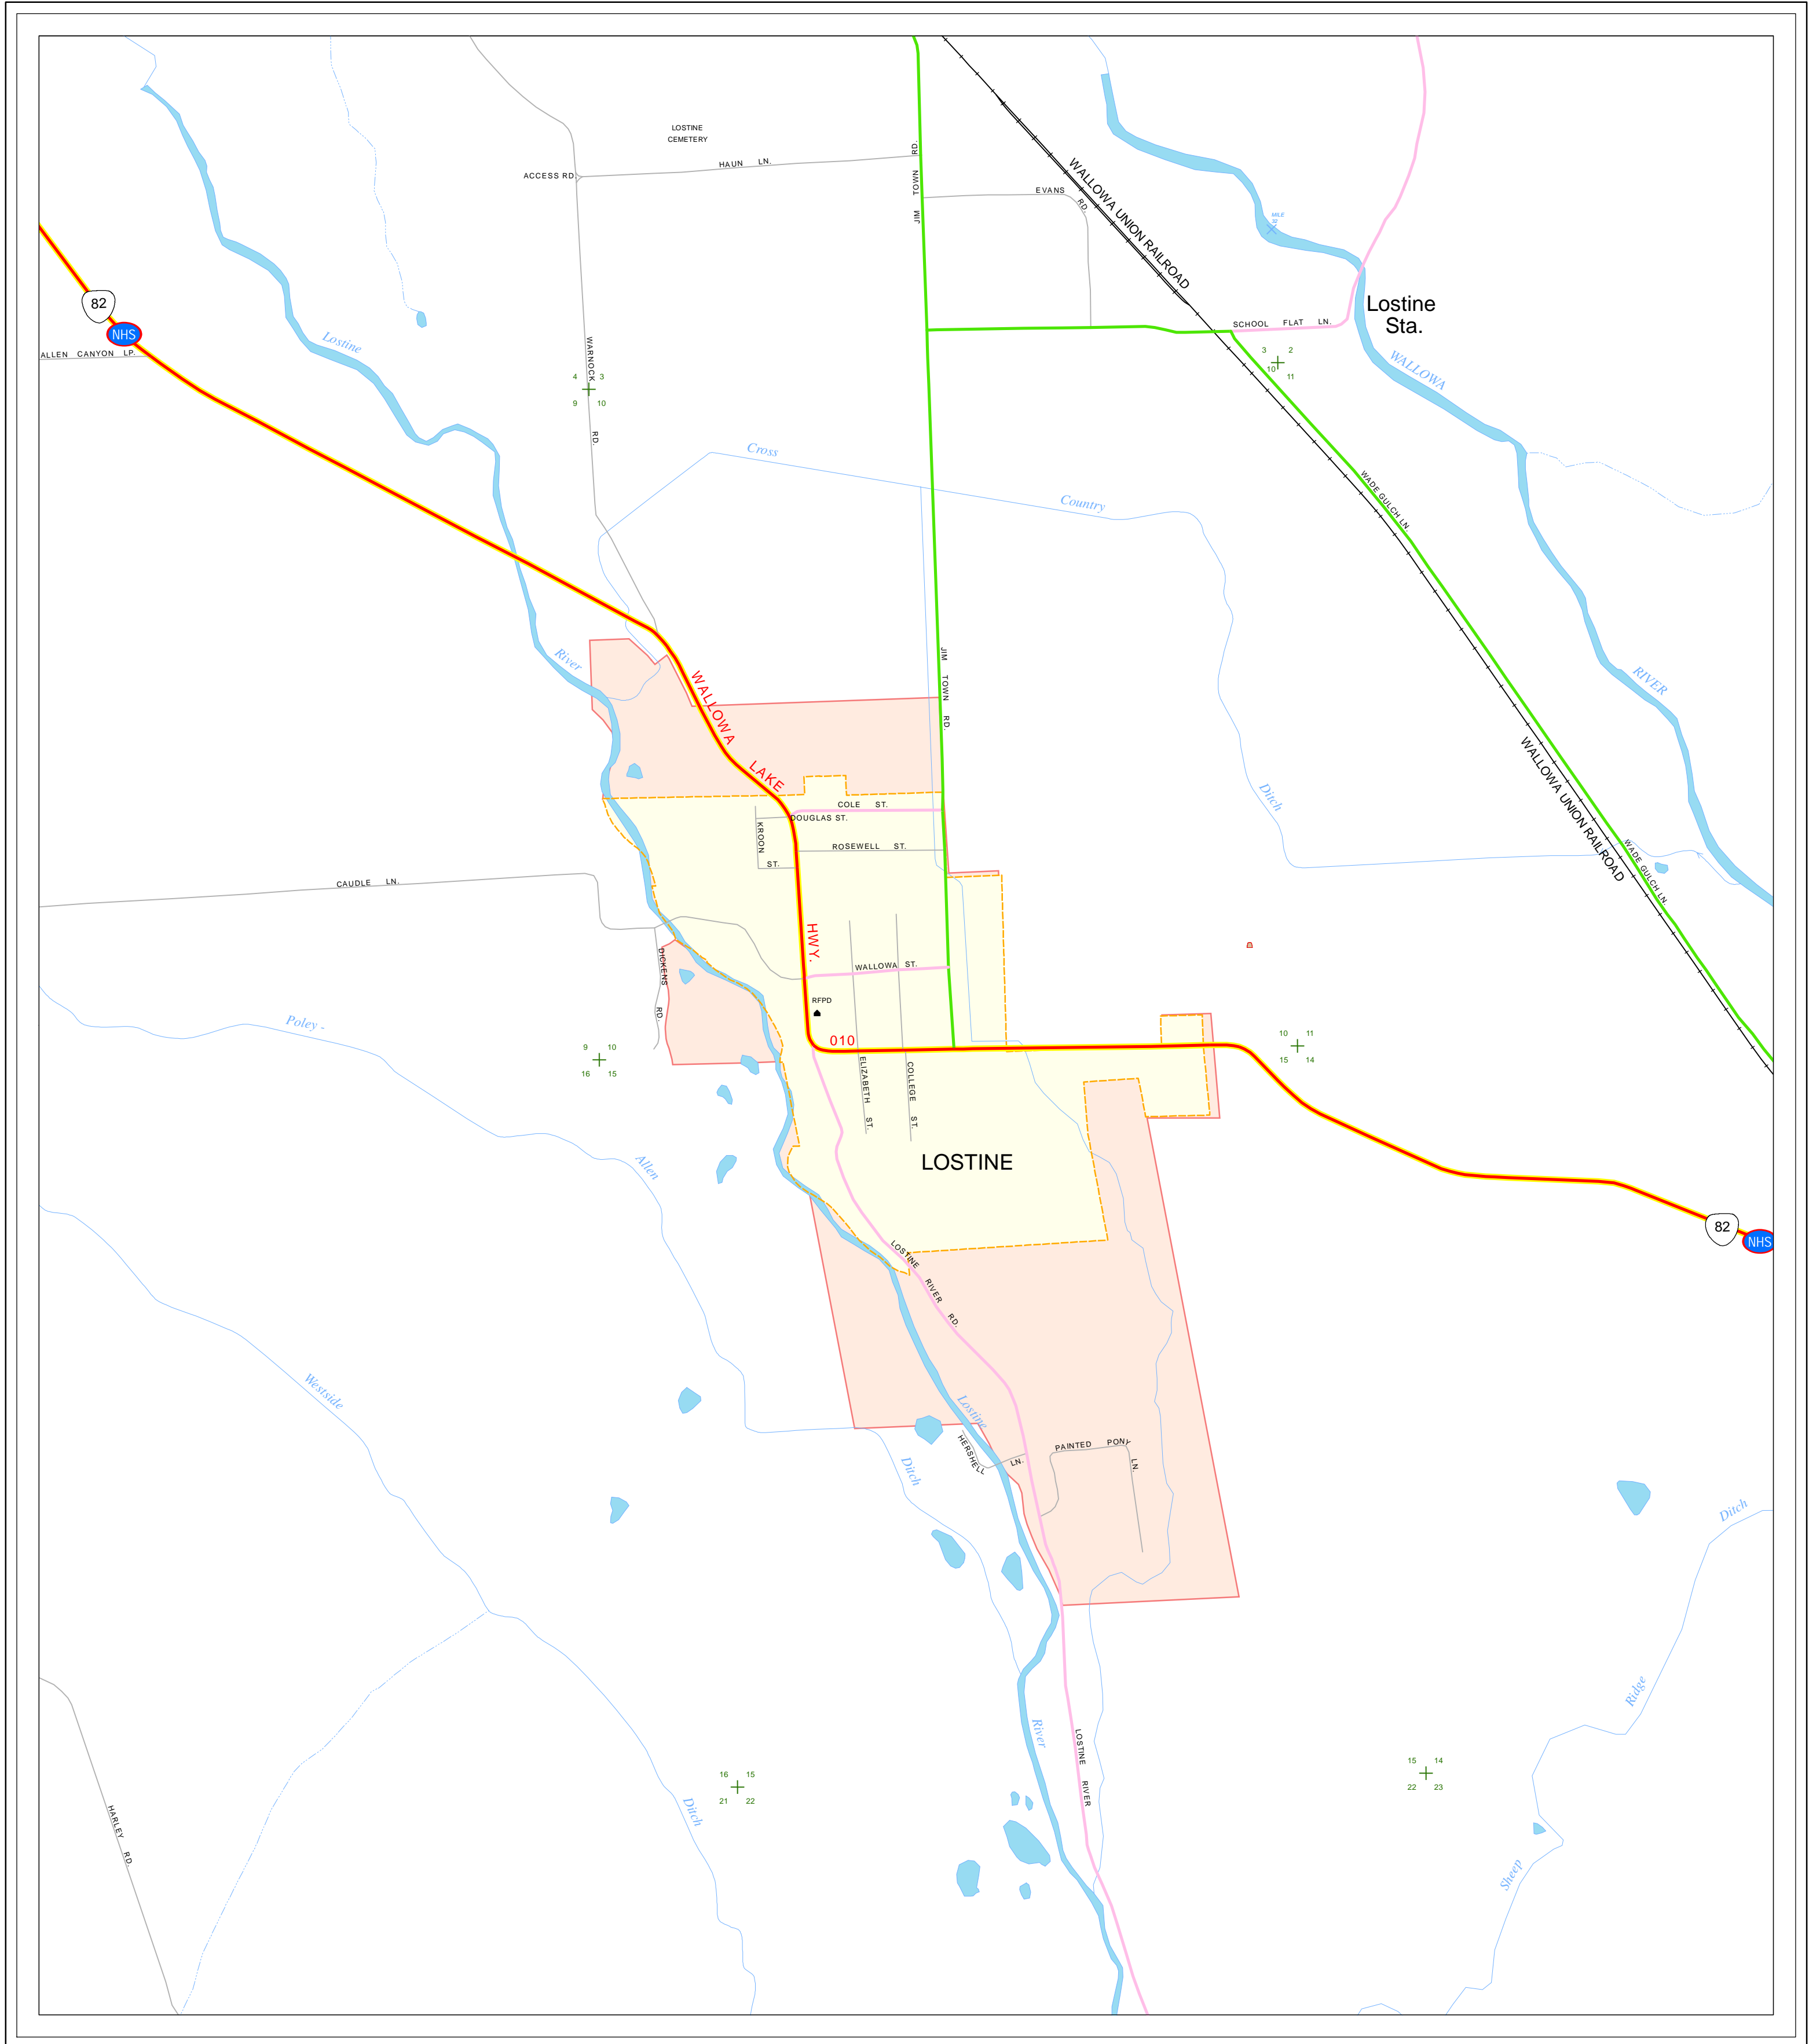 LOSTINE
CEMETERY
HAUN LN.
ACCESS RD.
JIM TOWN RD.
EVANS RD.
WALLOWA UNION RAILROAD
MILE
32
82
NHS
Lostine
ALLEN CANYON LP.
WARNOCK RD.
Lostine
Sta.
SCHOOL FLAT LN.
WALLOWA
3 2
10 11
4 3
9 10
Cross
Country
WADE GULCH LN.
River
JIM TOWN RD.
RIVER
WALLOWA
LAKE
HWY.
WALLOWA UNION RAILROAD
Ditch
COLE ST.
DOUGLAS ST.
KROON ST.
ROSEWELL ST.
WADE GULCH LN.
CAUDLE LN.
DICKENS RD.
WALLOWA ST.
RFPD
010
Poley -
9 10
16 15
10 11
15 14
ELIZABETH ST.
COLLEGE ST.
Allen
LOSTINE
82
NHS
LOSTINE RIVER RD.
Westside
Lostine
HERSHELL LN.
PAINTED PONY LN.
Ditch
Ditch
Ridge
River
LOSTINE RIVER
16 15
21 22
15 14
22 23
Ditch
HARLEY RD.
Sheep